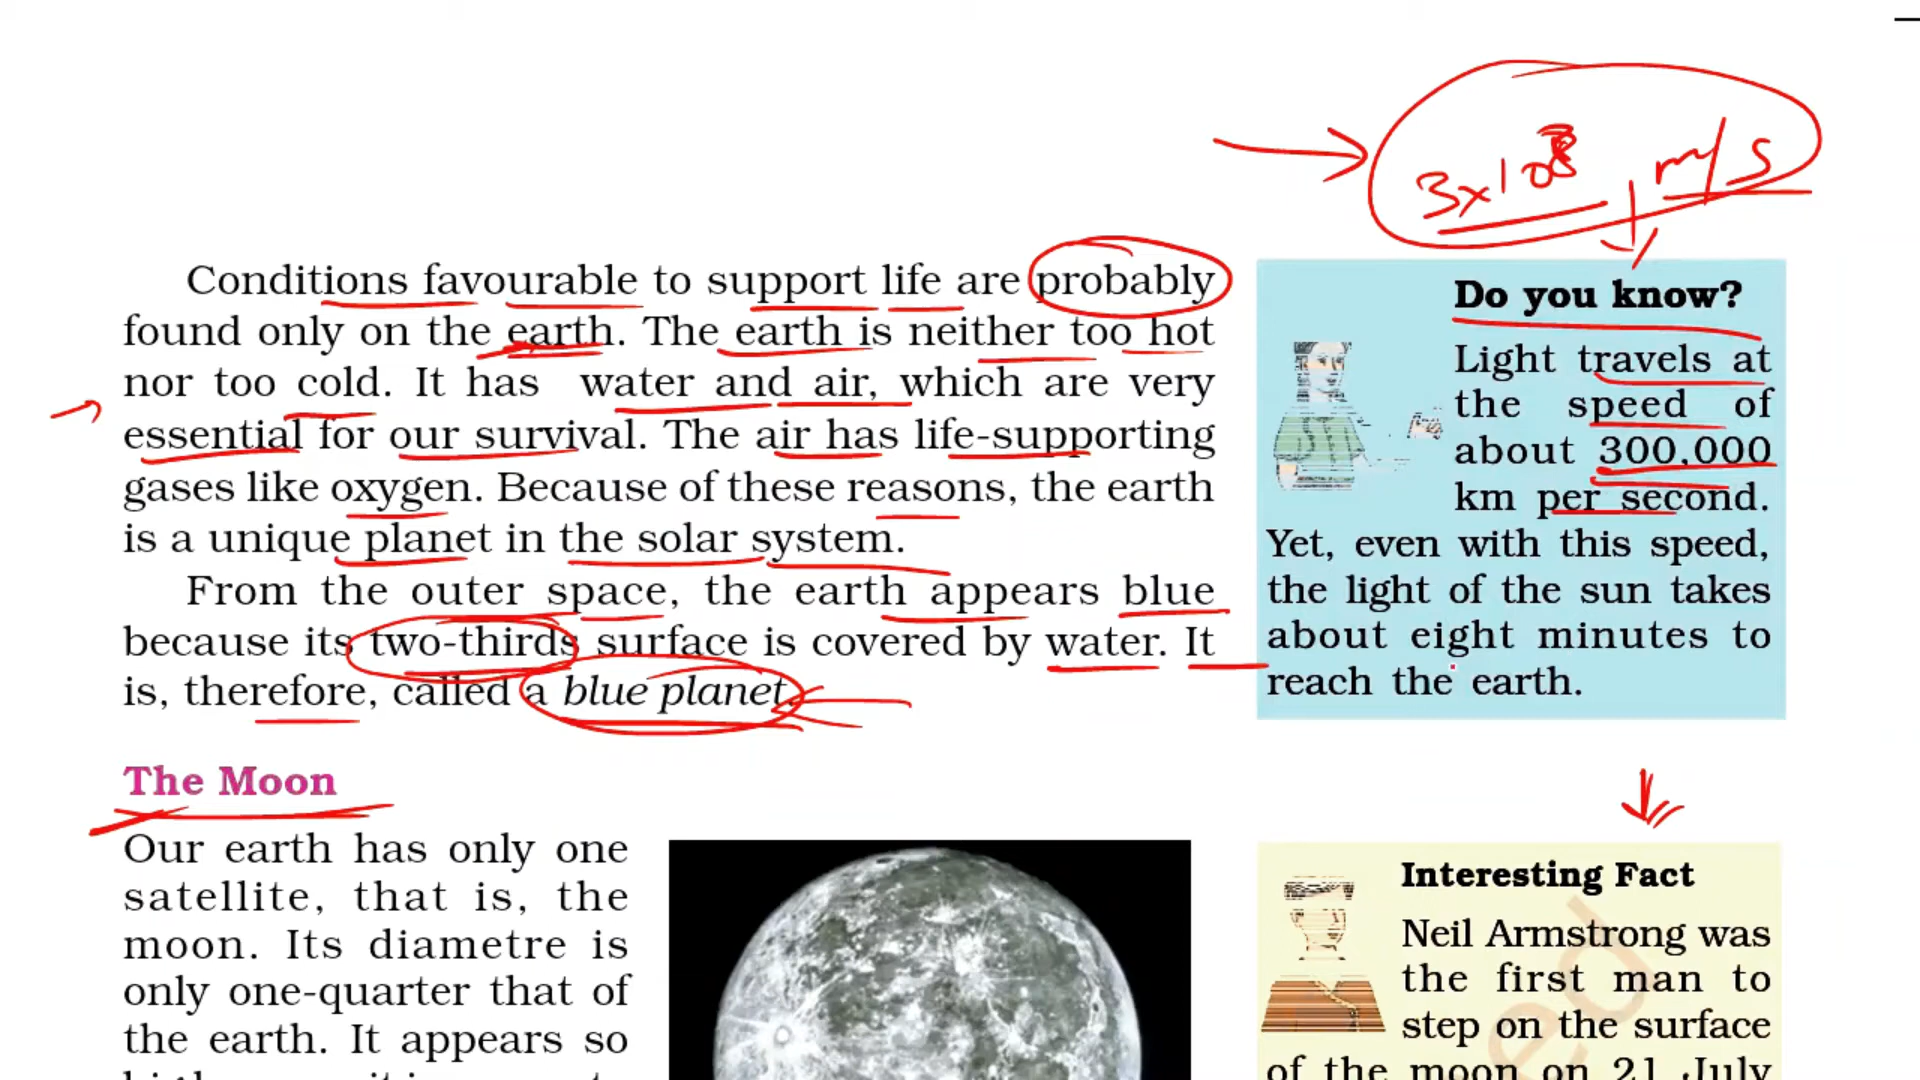 3x10⁸ m/s
Conditions favourable to support life are probably
found only on the earth. The earth is neither too hot
nor too cold. It has water and air, which are very
essential for our survival. The air has life-supporting
gases like oxygen. Because of these reasons, the earth
is a unique planet in the solar system.
From the outer space, the earth appears blue
because its two-thirds surface is covered by water. It
is, therefore, called a blue planet.
Do you know?
Light travels at
the speed of
about 300,000
km per second.
Yet, even with this speed,
the light of the sun takes
about eight minutes to
reach the earth.
The Moon
Our earth has only one
satellite, that is, the
moon. Its diametre is
only one-quarter that of
the earth. It appears so
Interesting Fact
Neil Armstrong was
the first man to
step on the surface
of the moon on 21 July